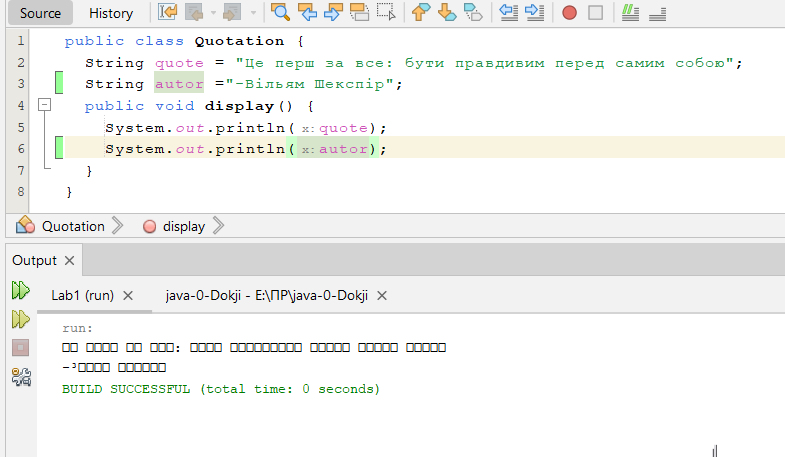 Source History
1 public class Quotation {
2 String quote = "Це перш за все: бути правдивим перед самим собою";
3 String autor ="-Вільям Шекспір";
4 public void display() {
5 System.out.println( x: quote);
6 System.out.println( x: autor);
7 }
8 }
Quotation display
Output
Lab1 (run) java-0-Dokji - E:\ПР\java-0-Dokji
run:
□□ □□□□ □□ □□□: □□□□ □□□□□□□□□ □□□□□ □□□□□ □□□□□
-³□□□□ □□□□□□
BUILD SUCCESSFUL (total time: 0 seconds)